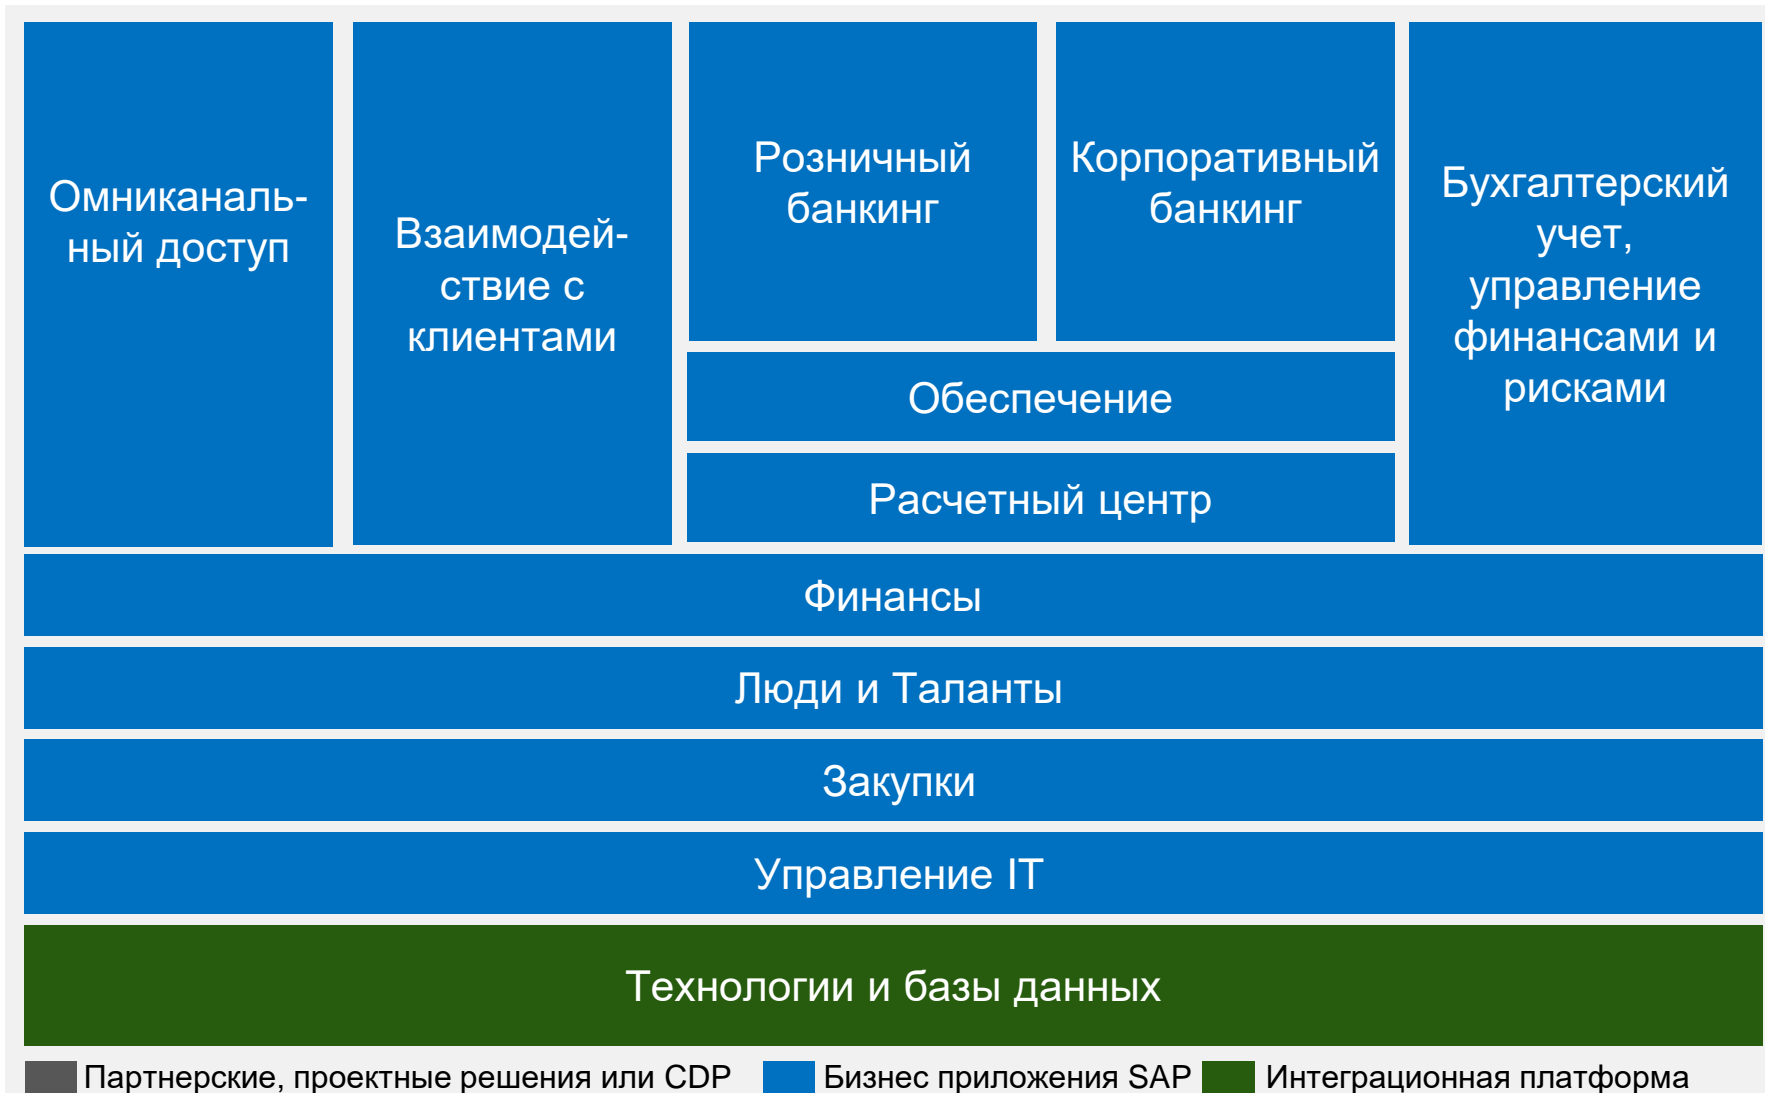 Омниканаль-
ный доступ
Взаимодей-
ствие с
клиентами
Розничный
банкинг
Корпоративный
банкинг
Бухгалтерский
учет,
управление
финансами и
рисками
Обеспечение
Расчетный центр
Финансы
Люди и Таланты
Закупки
Управление IT
Технологии и базы данных
Партнерские, проектные решения или CDP
Бизнес приложения SAP
Интеграционная платформа